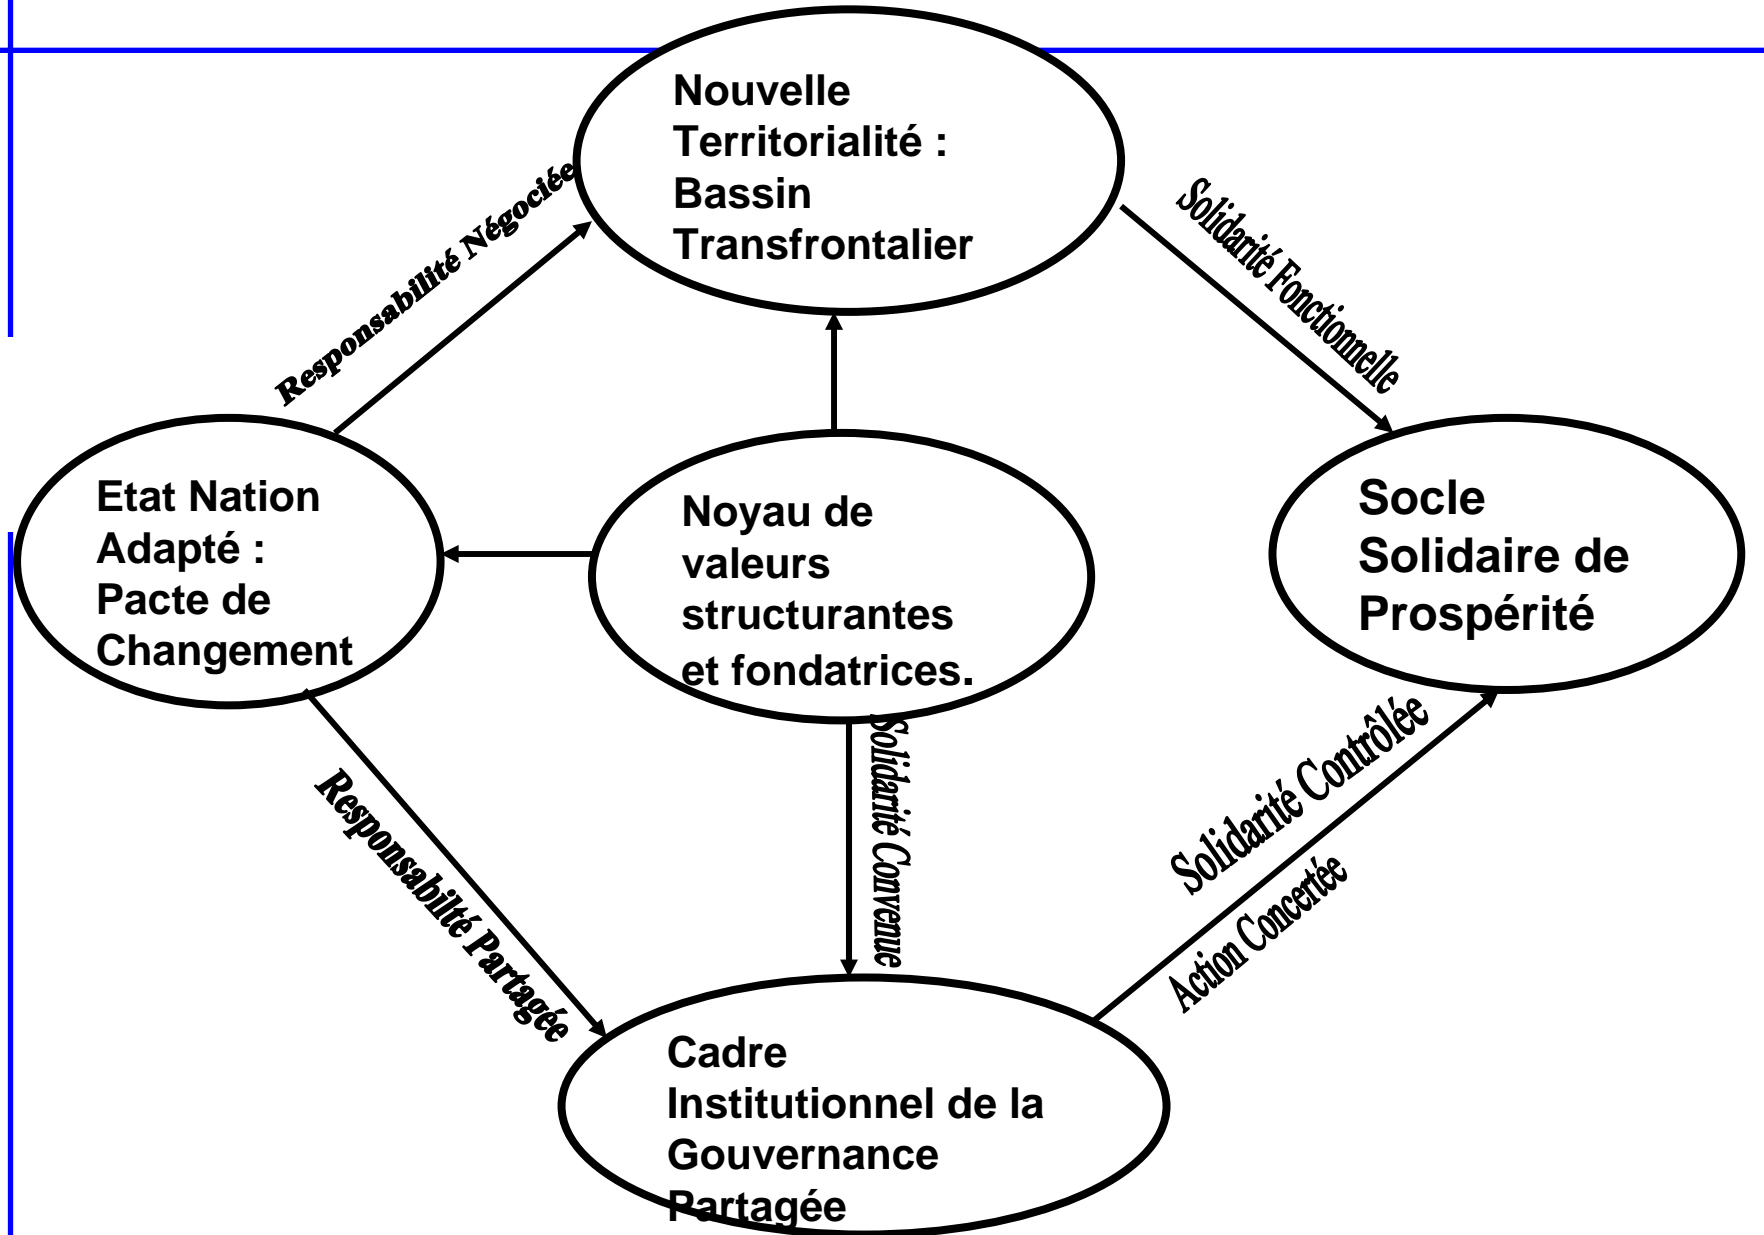 Nouvelle
Territorialité :
Bassin
Transfrontalier
Responsabilité Négociée
Solidarité Fonctionnelle
Etat Nation
Adapté :
Pacte de
Changement
Noyau de
valeurs
structurantes
et fondatrices.
Socle
Solidaire de
Prospérité
Responsabilté Partagée
Solidarité Convenue
Solidarité Contrôlée
Action Concertée
Cadre
Institutionnel de la
Gouvernance
Partagée